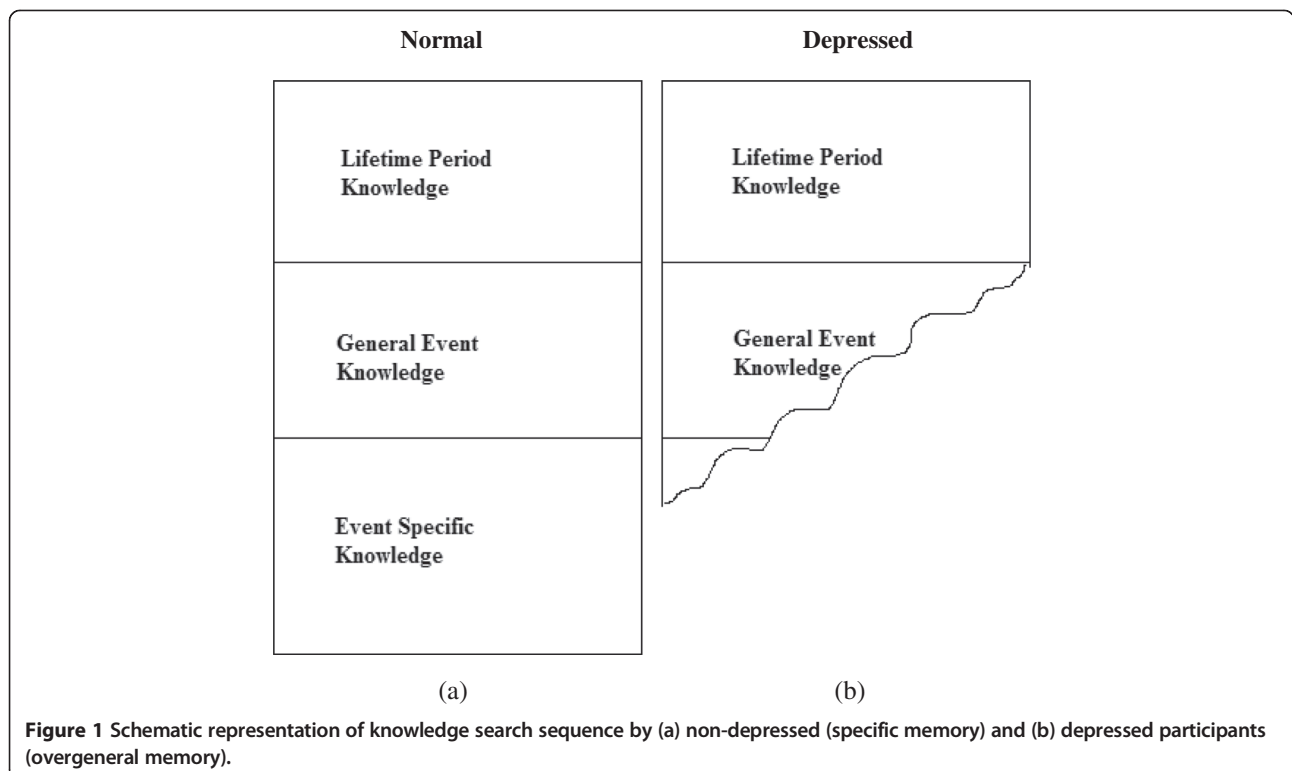 Normal
Depressed
Lifetime Period
Knowledge
Lifetime Period
Knowledge
General Event
Knowledge
General Event
Knowledge
Event Specific
Knowledge
(a)
(b)
Figure 1 Schematic representation of knowledge search sequence by (a) non-depressed (specific memory) and (b) depressed participants
(overgeneral memory).